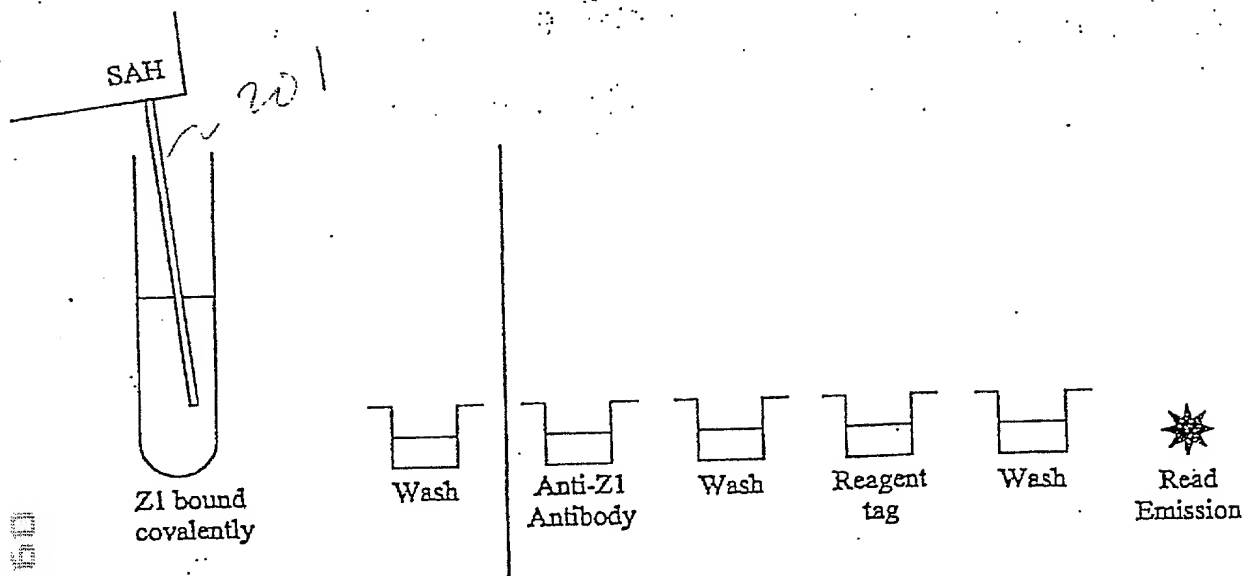 SAH
201
Z1 bound
covalently
Wash
Anti-Z1
Antibody
Wash
Reagent
tag
Wash
Read
Emission